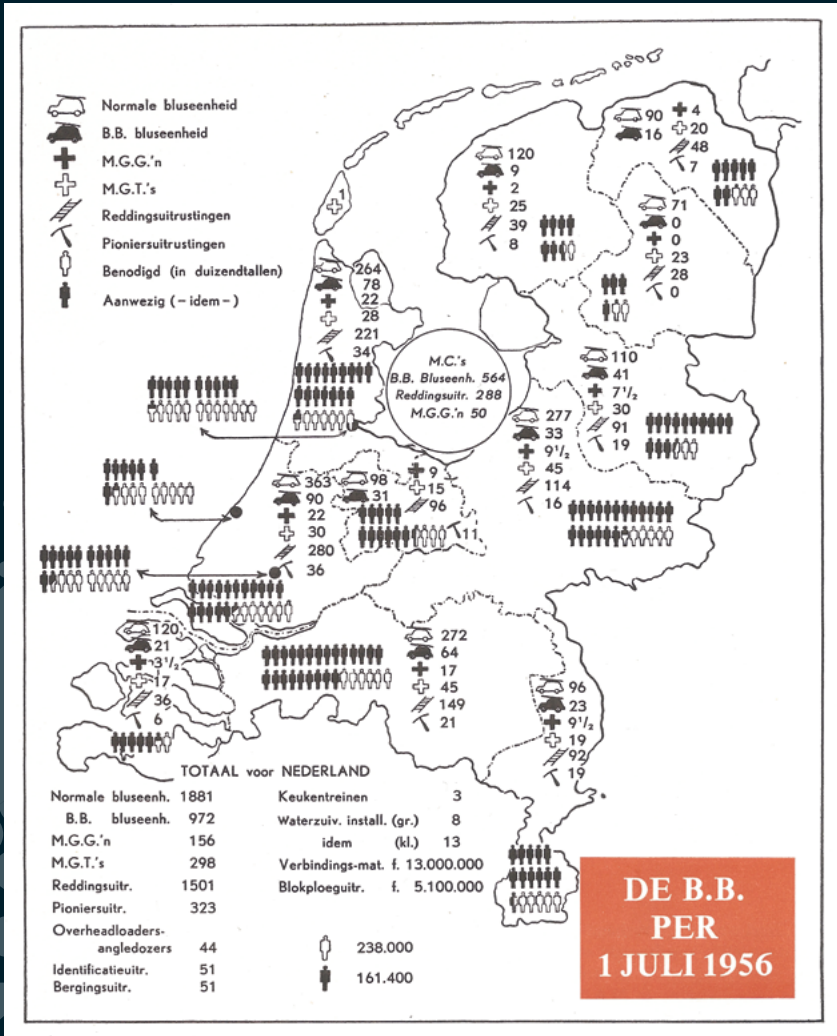 Normale bluseenheid
B.B. bluseenheid
M.G.G.'n
M.G.T.'s
Reddingsuitrustingen
Pioniersuitrustingen
Benodigd (in duizendtallen)
Aanwezig (-idem-)
90
16
4
20
48
7
120
9
2
25
39
8
71
0
0
23
28
0
1
264
78
22
28
221
34
M.C.'s
B.B. Bluseenh. 564
Reddingsuitr. 288
M.G.G.'n 50
110
41
7½
30
91
19
277
33
9½
45
114
16
363
90
22
30
280
36
98
31
9
15
96
11
120
21
3½
17
36
6
272
64
17
45
149
21
96
23
9½
19
92
19
TOTAAL voor NEDERLAND
Normale bluseenh. 1881
B.B. bluseenh. 972
M.G.G.'n 156
M.G.T.'s 298
Reddingsuitr. 1501
Pioniersuitr. 323
Overheadloaders-
angledozers 44
Identificatieuitr. 51
Bergingsuitr. 51
Keukentreinen 3
Waterzuiv. install. (gr.) 8
idem (kl.) 13
Verbindings-mat. f. 13.000.000
Blokploeguitr. f. 5.100.000
238.000
161.400
DE B.B.
PER
1 JULI 1956